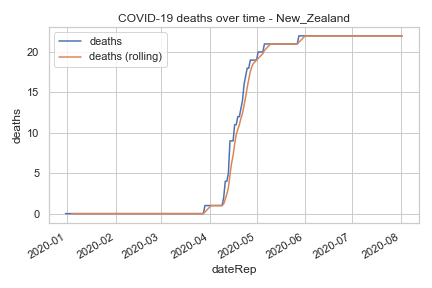 COVID-19 deaths over time - New_Zealand
deaths
deaths (rolling)
20
15
10
5
0
deaths
2020-01
2020-02
2020-03
2020-04
2020-05
2020-06
2020-07
2020-08
dateRep